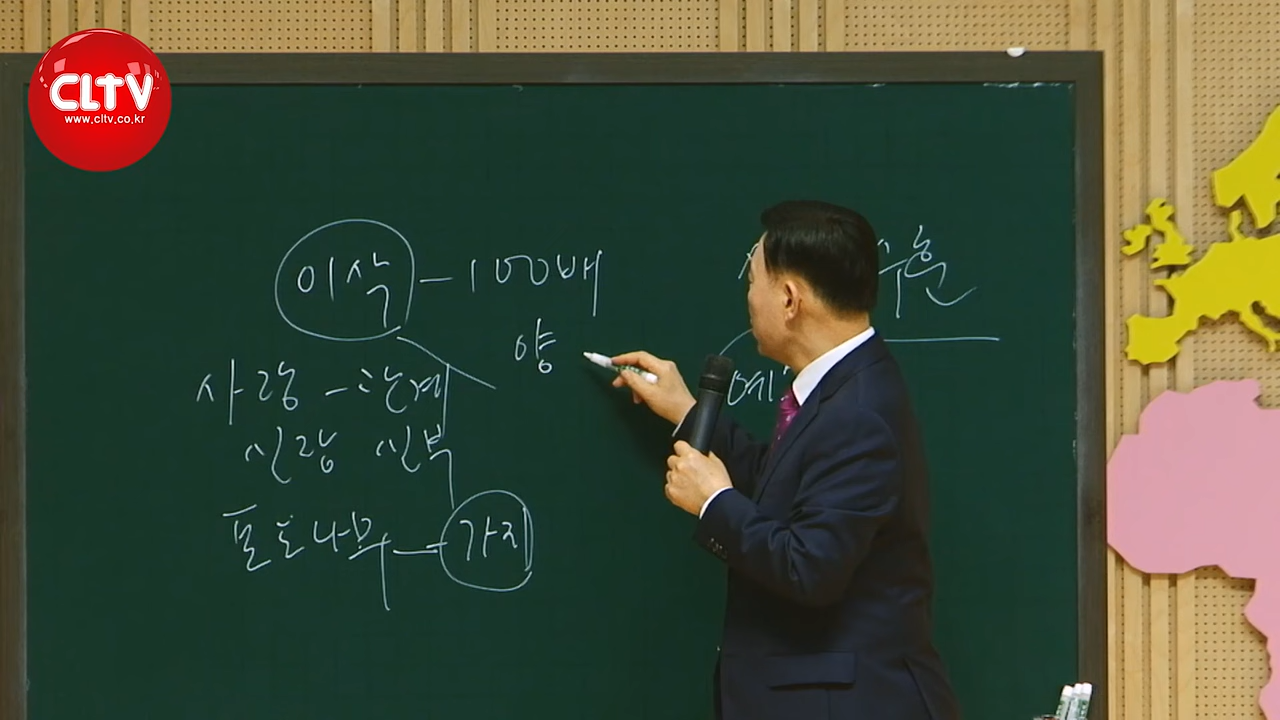 CLTV
www.cltv.co.kr
이삭 - 100배
양
사랑 - 관계
신랑 신부
포도나무 - 가지